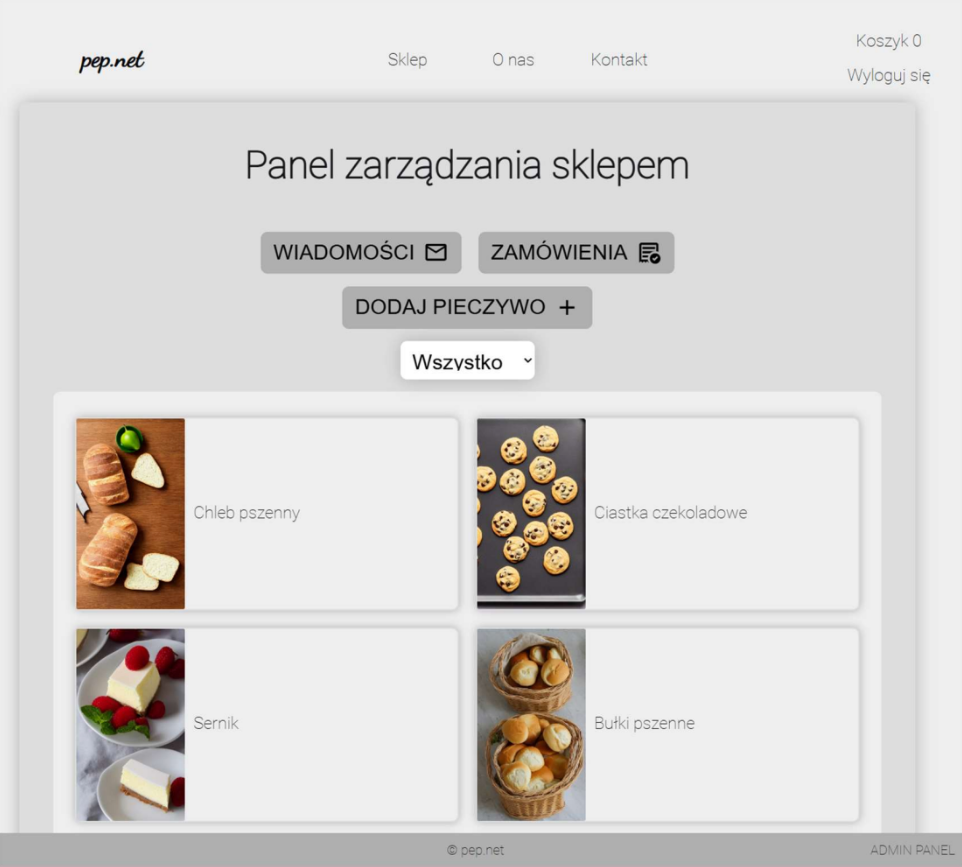 pep.net
Sklep
O nas
Kontakt
Koszyk 0
Wyloguj się
Panel zarządzania sklepem
WIADOMOŚCI
ZAMÓWIENIA
DODAJ PIECZYWO +
Wszystko
Chleb pszenny
Ciastka czekoladowe
Sernik
Bułki pszenne
© pep.net
ADMIN PANEL